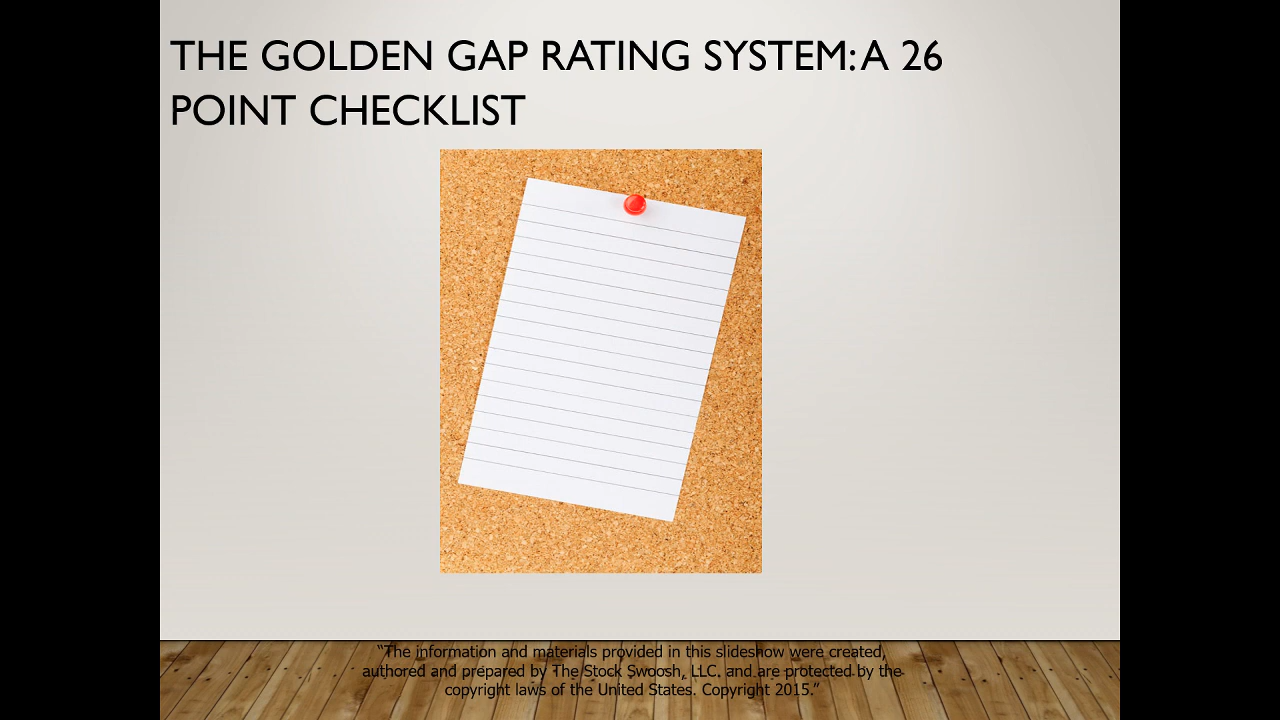 THE GOLDEN GAP RATING SYSTEM: A 26
POINT CHECKLIST
“The information and materials provided in this slideshow were created,
authored and prepared by The Stock Swoosh, LLC. and are protected by the
copyright laws of the United States. Copyright 2015.”